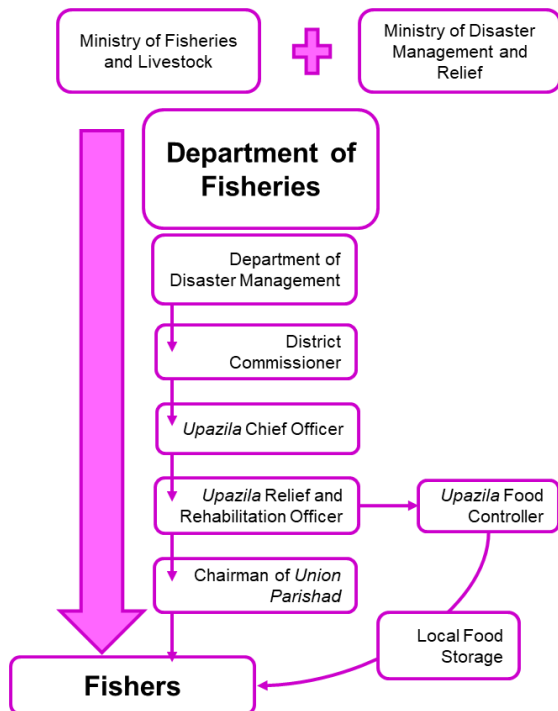 Ministry of Fisheries
and Livestock
Ministry of Disaster
Management and
Relief
Department of
Fisheries
Department of
Disaster Management
District
Commissioner
Upazila Chief Officer
Upazila Relief and
Rehabilitation Officer
Upazila Food
Controller
Chairman of Union
Parishad
Local Food
Storage
Fishers